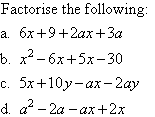 Factorise the following:
a. 6x+9+2ax+3a
b. x²−6x+5x−30
c. 5x+10y−ax−2ay
d. a²−2a−ax+2x